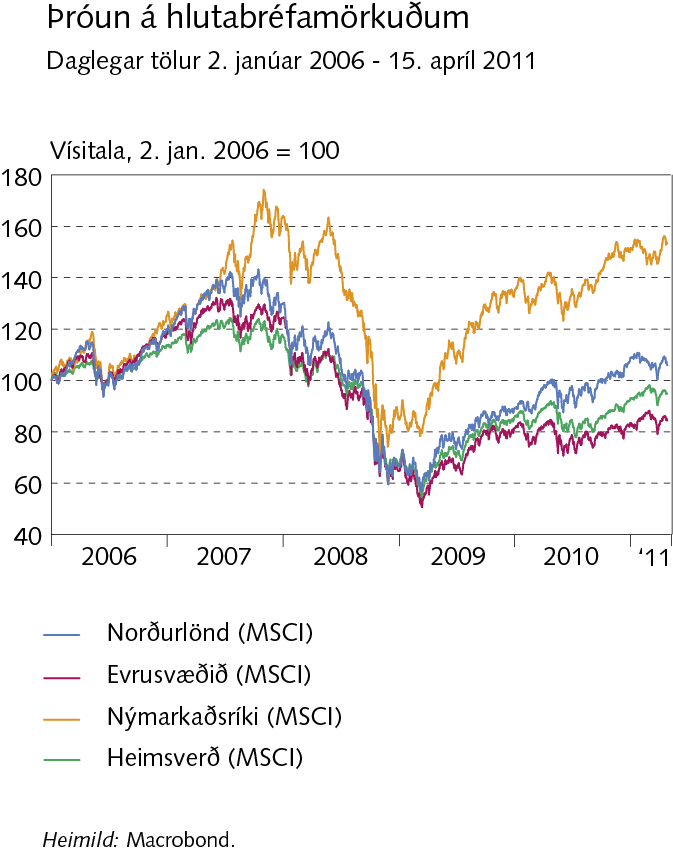 Þróun á hlutabréfamörkuðum
Daglegar tölur 2. janúar 2006 - 15. apríl 2011
Vísitala, 2. jan. 2006 = 100
180
160
140
120
100
80
60
40
2006 2007 2008 2009 2010 '11
Norðurlönd (MSCI)
Evrusvæðið (MSCI)
Nýmarkaðsríki (MSCI)
Heimsverð (MSCI)
Heimild: Macrobond.